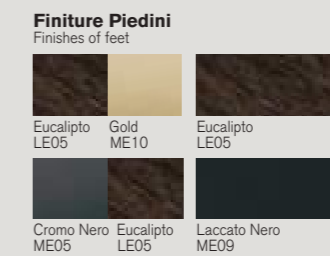 Finiture Piedini
Finishes of feet
Eucalipto Gold Eucalipto
LE05 ME10 LE05
Cromo Nero Eucalipto Laccato Nero
ME05 LE05 ME09